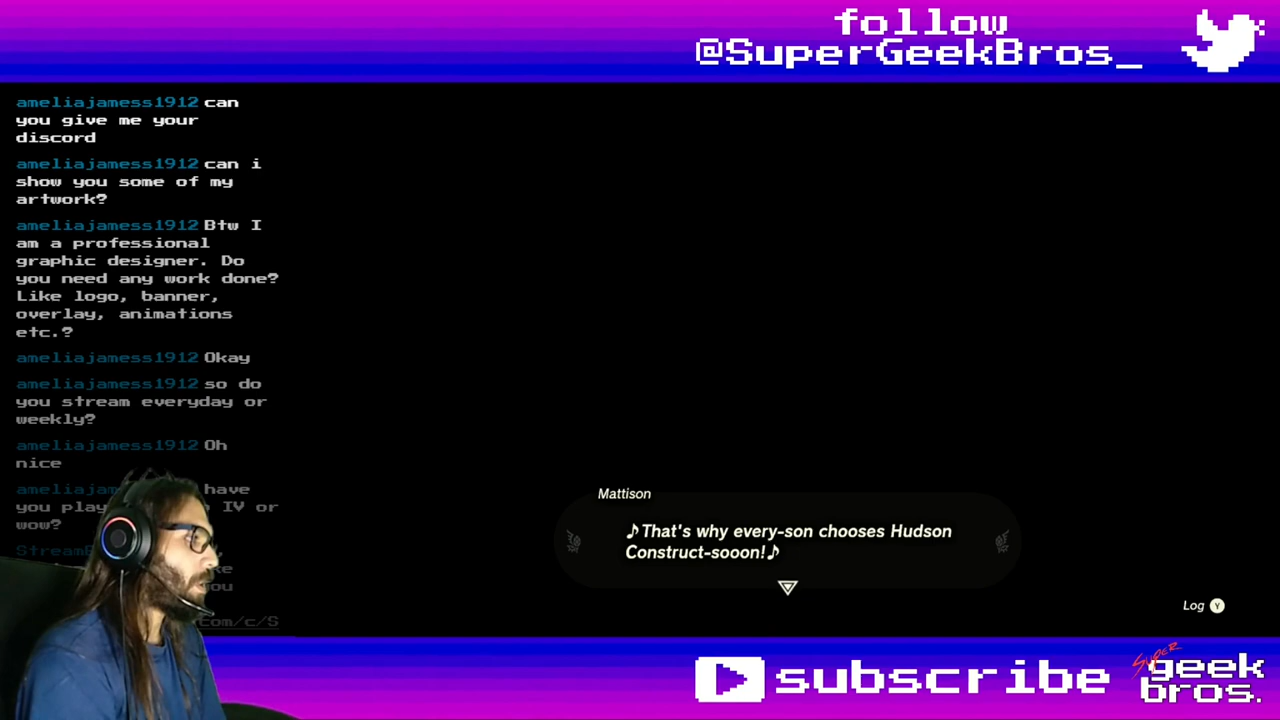 follow
@SuperGeekBros_
ameliajamess1912 can
you give me your
discord
ameliajamess1912 can i
show you some of my
artwork?
ameliajamess1912 Btw I
am a professional
graphic designer. Do
you need any work done?
Like logo, banner,
overlay, animations
etc.?
ameliajamess1912 Okay
ameliajamess1912 so do
you stream everyday or
weekly?
ameliajamess1912 Oh
nice
have
you IV or
wow?
you
com/c/S
Mattison
♪That's why every-son chooses Hudson
Construct-sooon!♪
Log Y
subscribe
super
geek
bros.